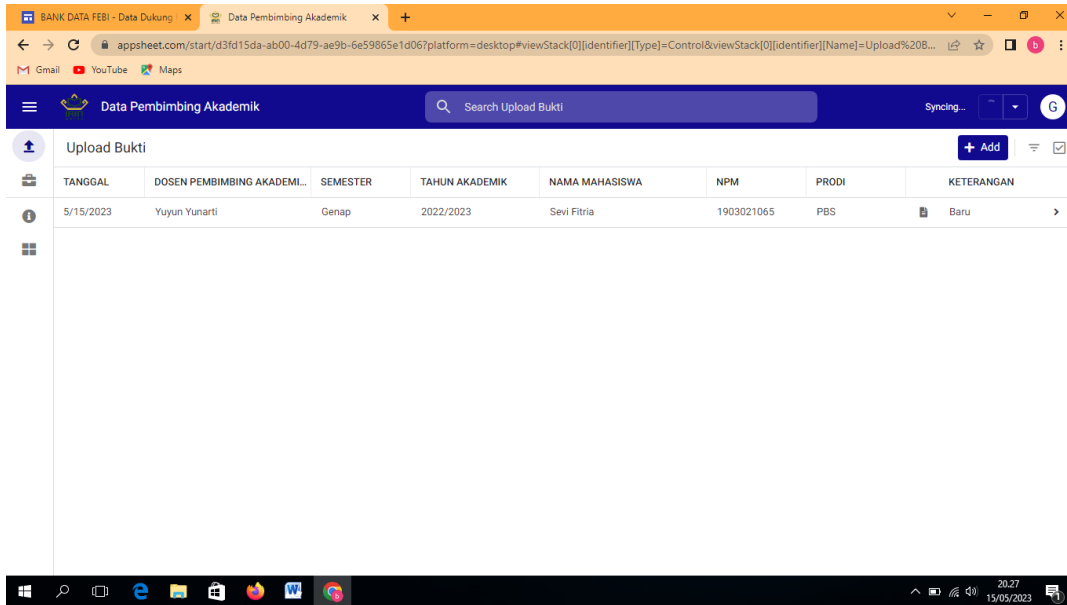 BANK DATA FEBI - Data Dukung
Data Pembimbing Akademik
appsheet.com/start/d3fd15da-ab00-4d79-ae9b-6e59865e1d06?platform=desktop#viewStack[0][identifier][Type]=Control&viewStack[0][identifier][Name]=Upload%20B...
b
Gmail YouTube Maps
Data Pembimbing Akademik Search Upload Bukti Syncing... G
Upload Bukti + Add
TANGGAL DOSEN PEMBIMBING AKADEMI... SEMESTER TAHUN AKADEMIK NAMA MAHASISWA NPM PRODI KETERANGAN
5/15/2023 Yuyun Yunarti Genap 2022/2023 Sevi Fitria 1903021065 PBS Baru
20.27
15/05/2023